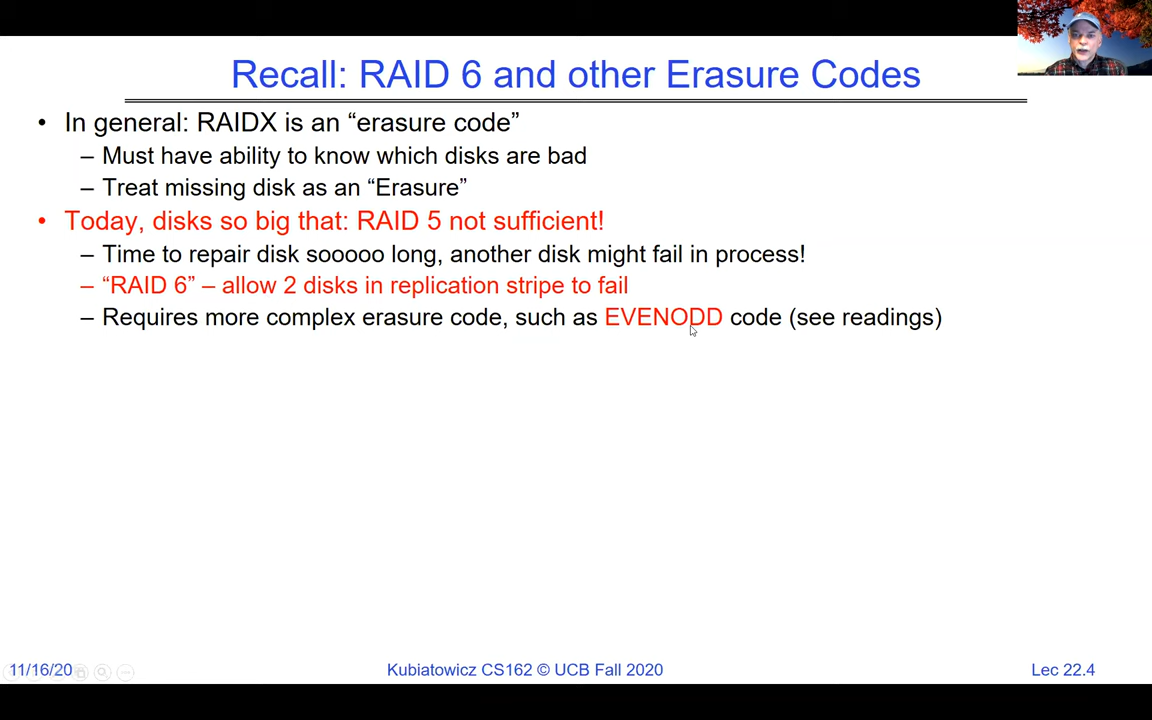 Recall: RAID 6 and other Erasure Codes
• In general: RAIDX is an “erasure code”
– Must have ability to know which disks are bad
– Treat missing disk as an “Erasure”
• Today, disks so big that: RAID 5 not sufficient!
– Time to repair disk sooooo long, another disk might fail in process!
– “RAID 6” – allow 2 disks in replication stripe to fail
– Requires more complex erasure code, such as EVENODD code (see readings)
11/16/20 Kubiatowicz CS162 © UCB Fall 2020 Lec 22.4